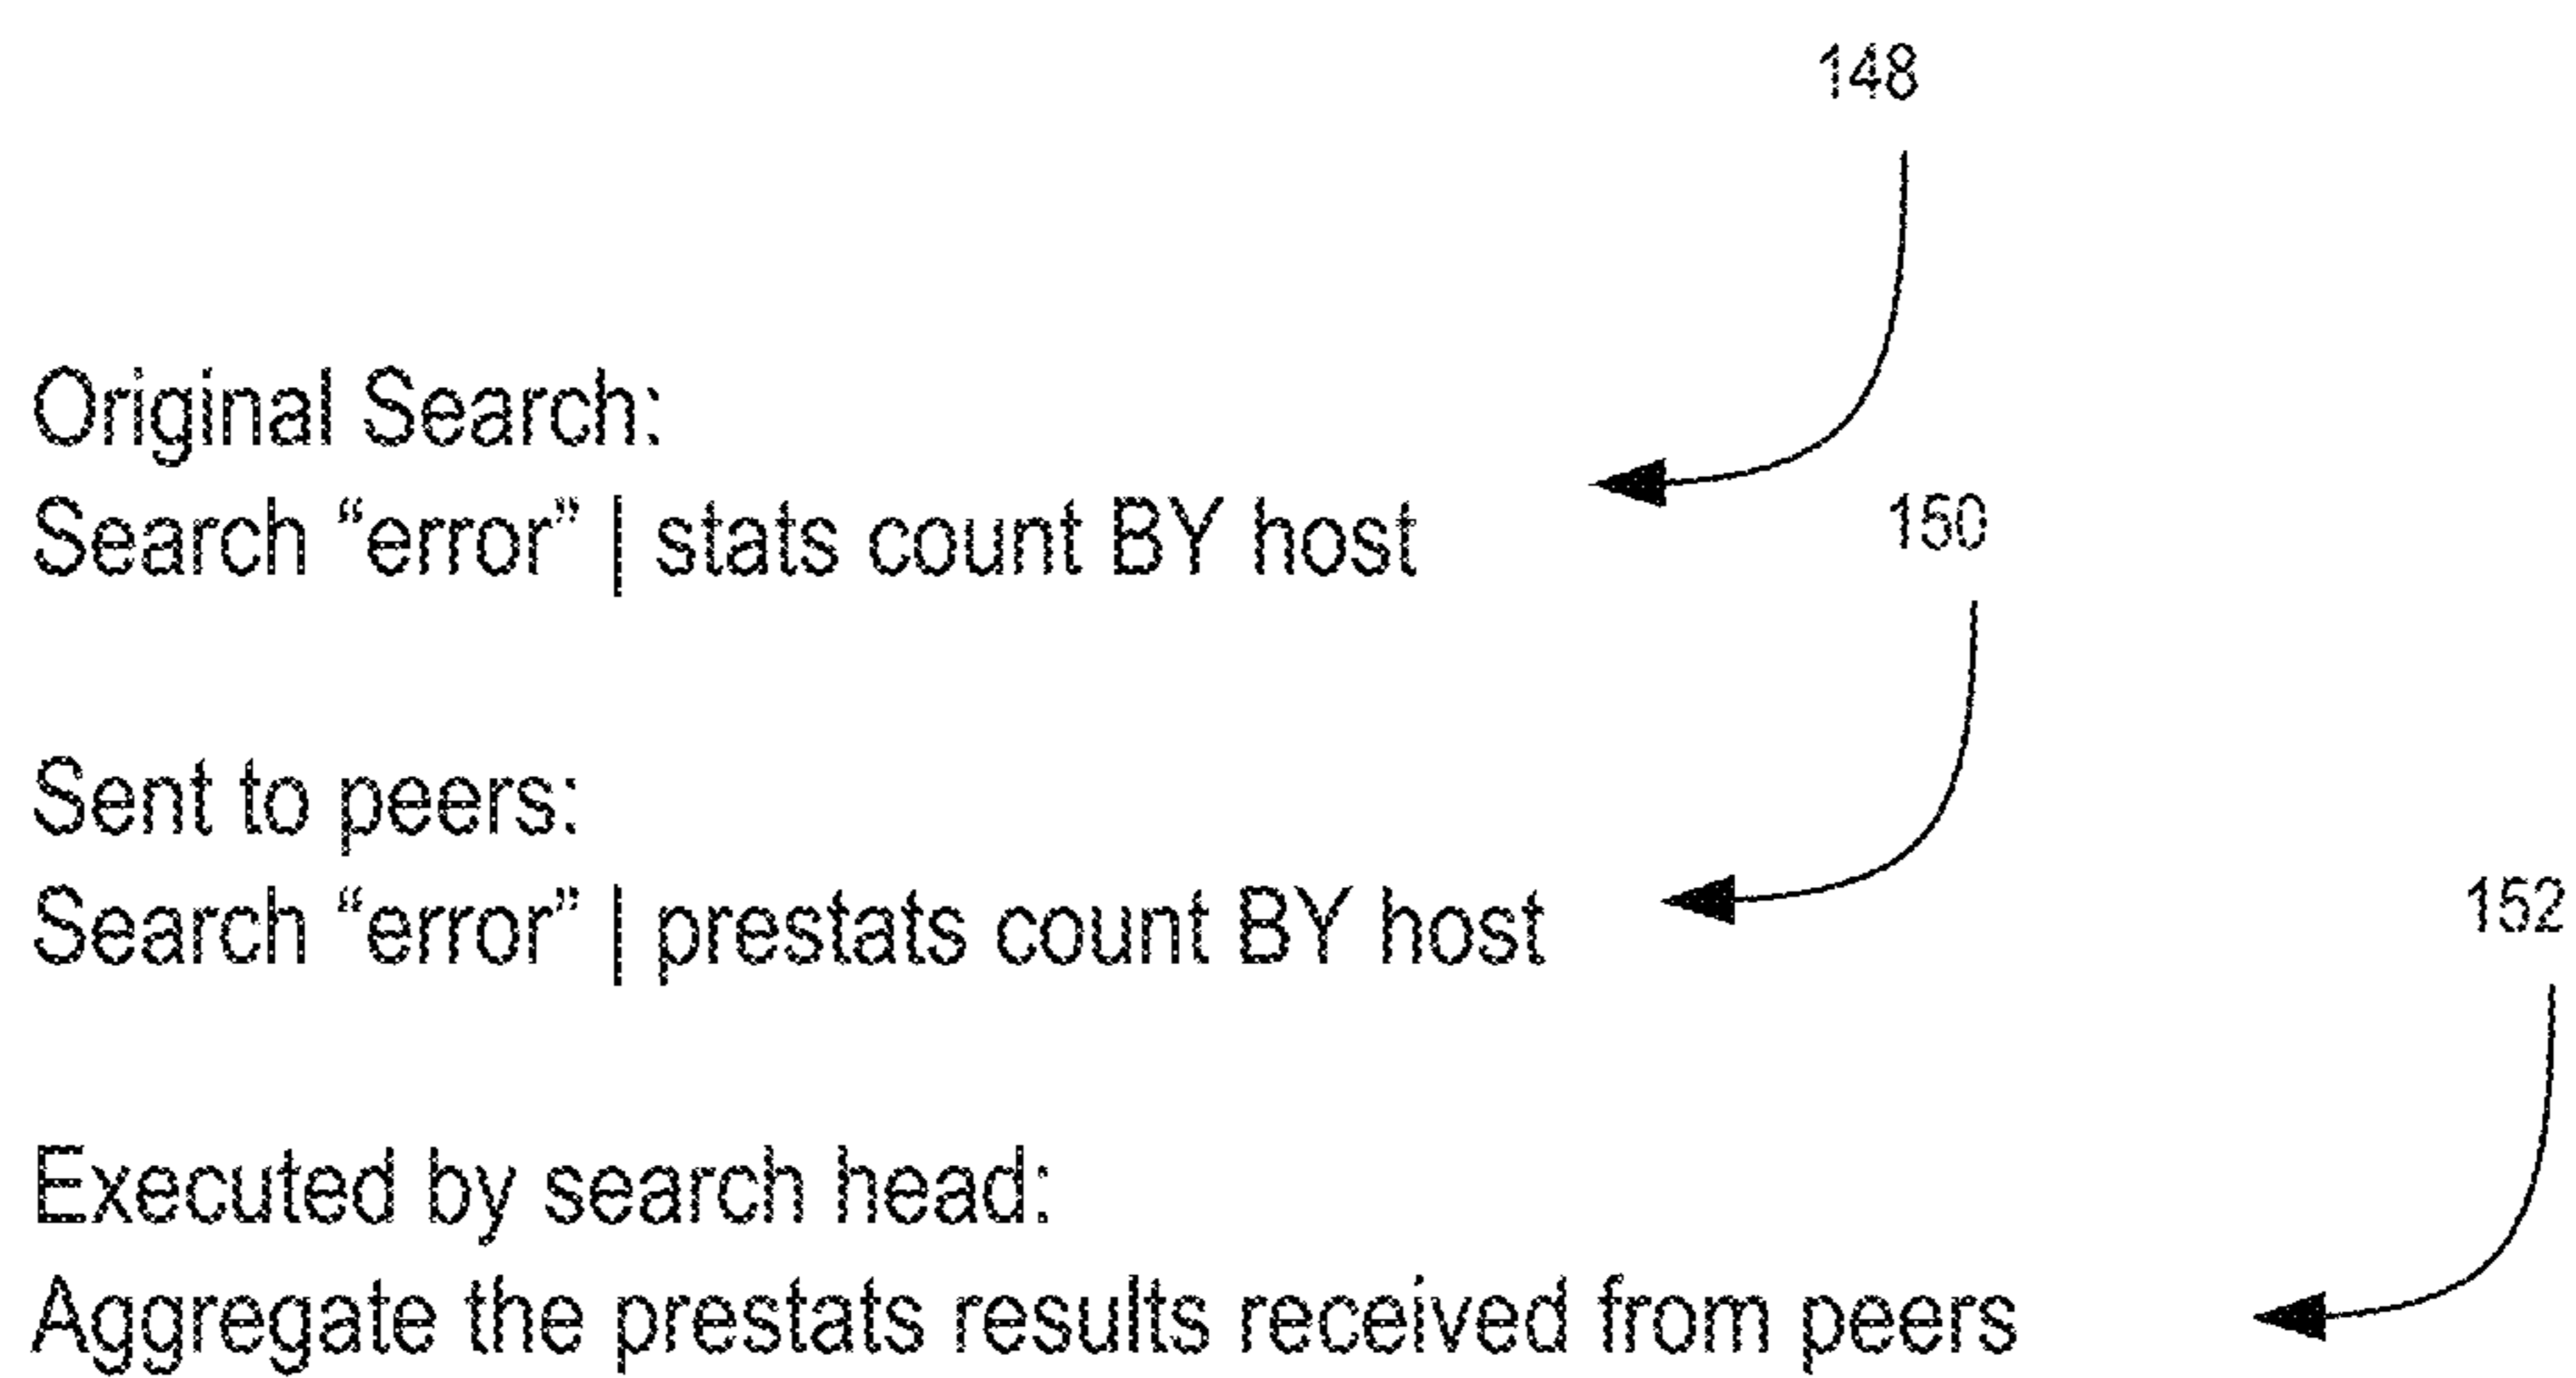 148
Original Search:
Search “error” | stats count BY host
150
Sent to peers:
Search “error” | prestats count BY host
152
Executed by search head:
Aggregate the prestats results received from peers